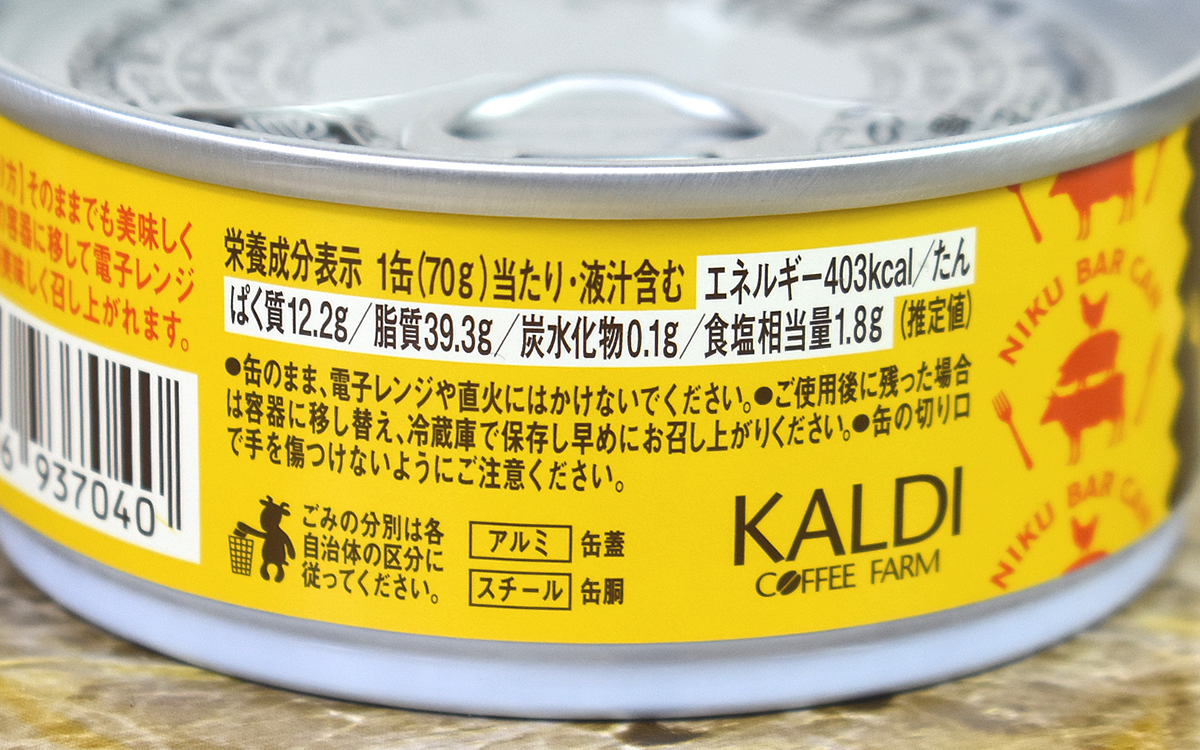 方】そのままでも美味しく
容器に移して電子レンジ
美味しく召し上がれます。
937040
栄養成分表示 1缶(70g)当たり・液汁含む エネルギー403kcal/たん
ぱく質12.2g/脂質39.3g/炭水化物0.1g/食塩相当量1.8g (推定値)
●缶のまま、電子レンジや直火にはかけないでください。●ご使用後に残った場合
は容器に移し替え、冷蔵庫で保存し早めにお召し上がりください。●缶の切り口
で手を傷つけないようにご注意ください。
ごみの分別は各
自治体の区分に
従ってください。
アルミ 缶蓋
スチール 缶胴
KALDI
COFFEE FARM
NIKU BAR CAN
NIKU BAR CAN